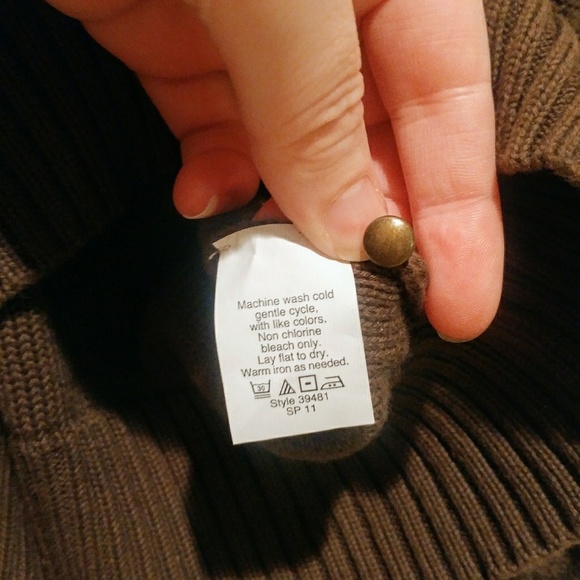 Machine wash cold
gentle cycle,
with like colors.
Non chlorine
bleach only.
Lay flat to dry.
Warm iron as needed.
30
Style 39481
SP 11